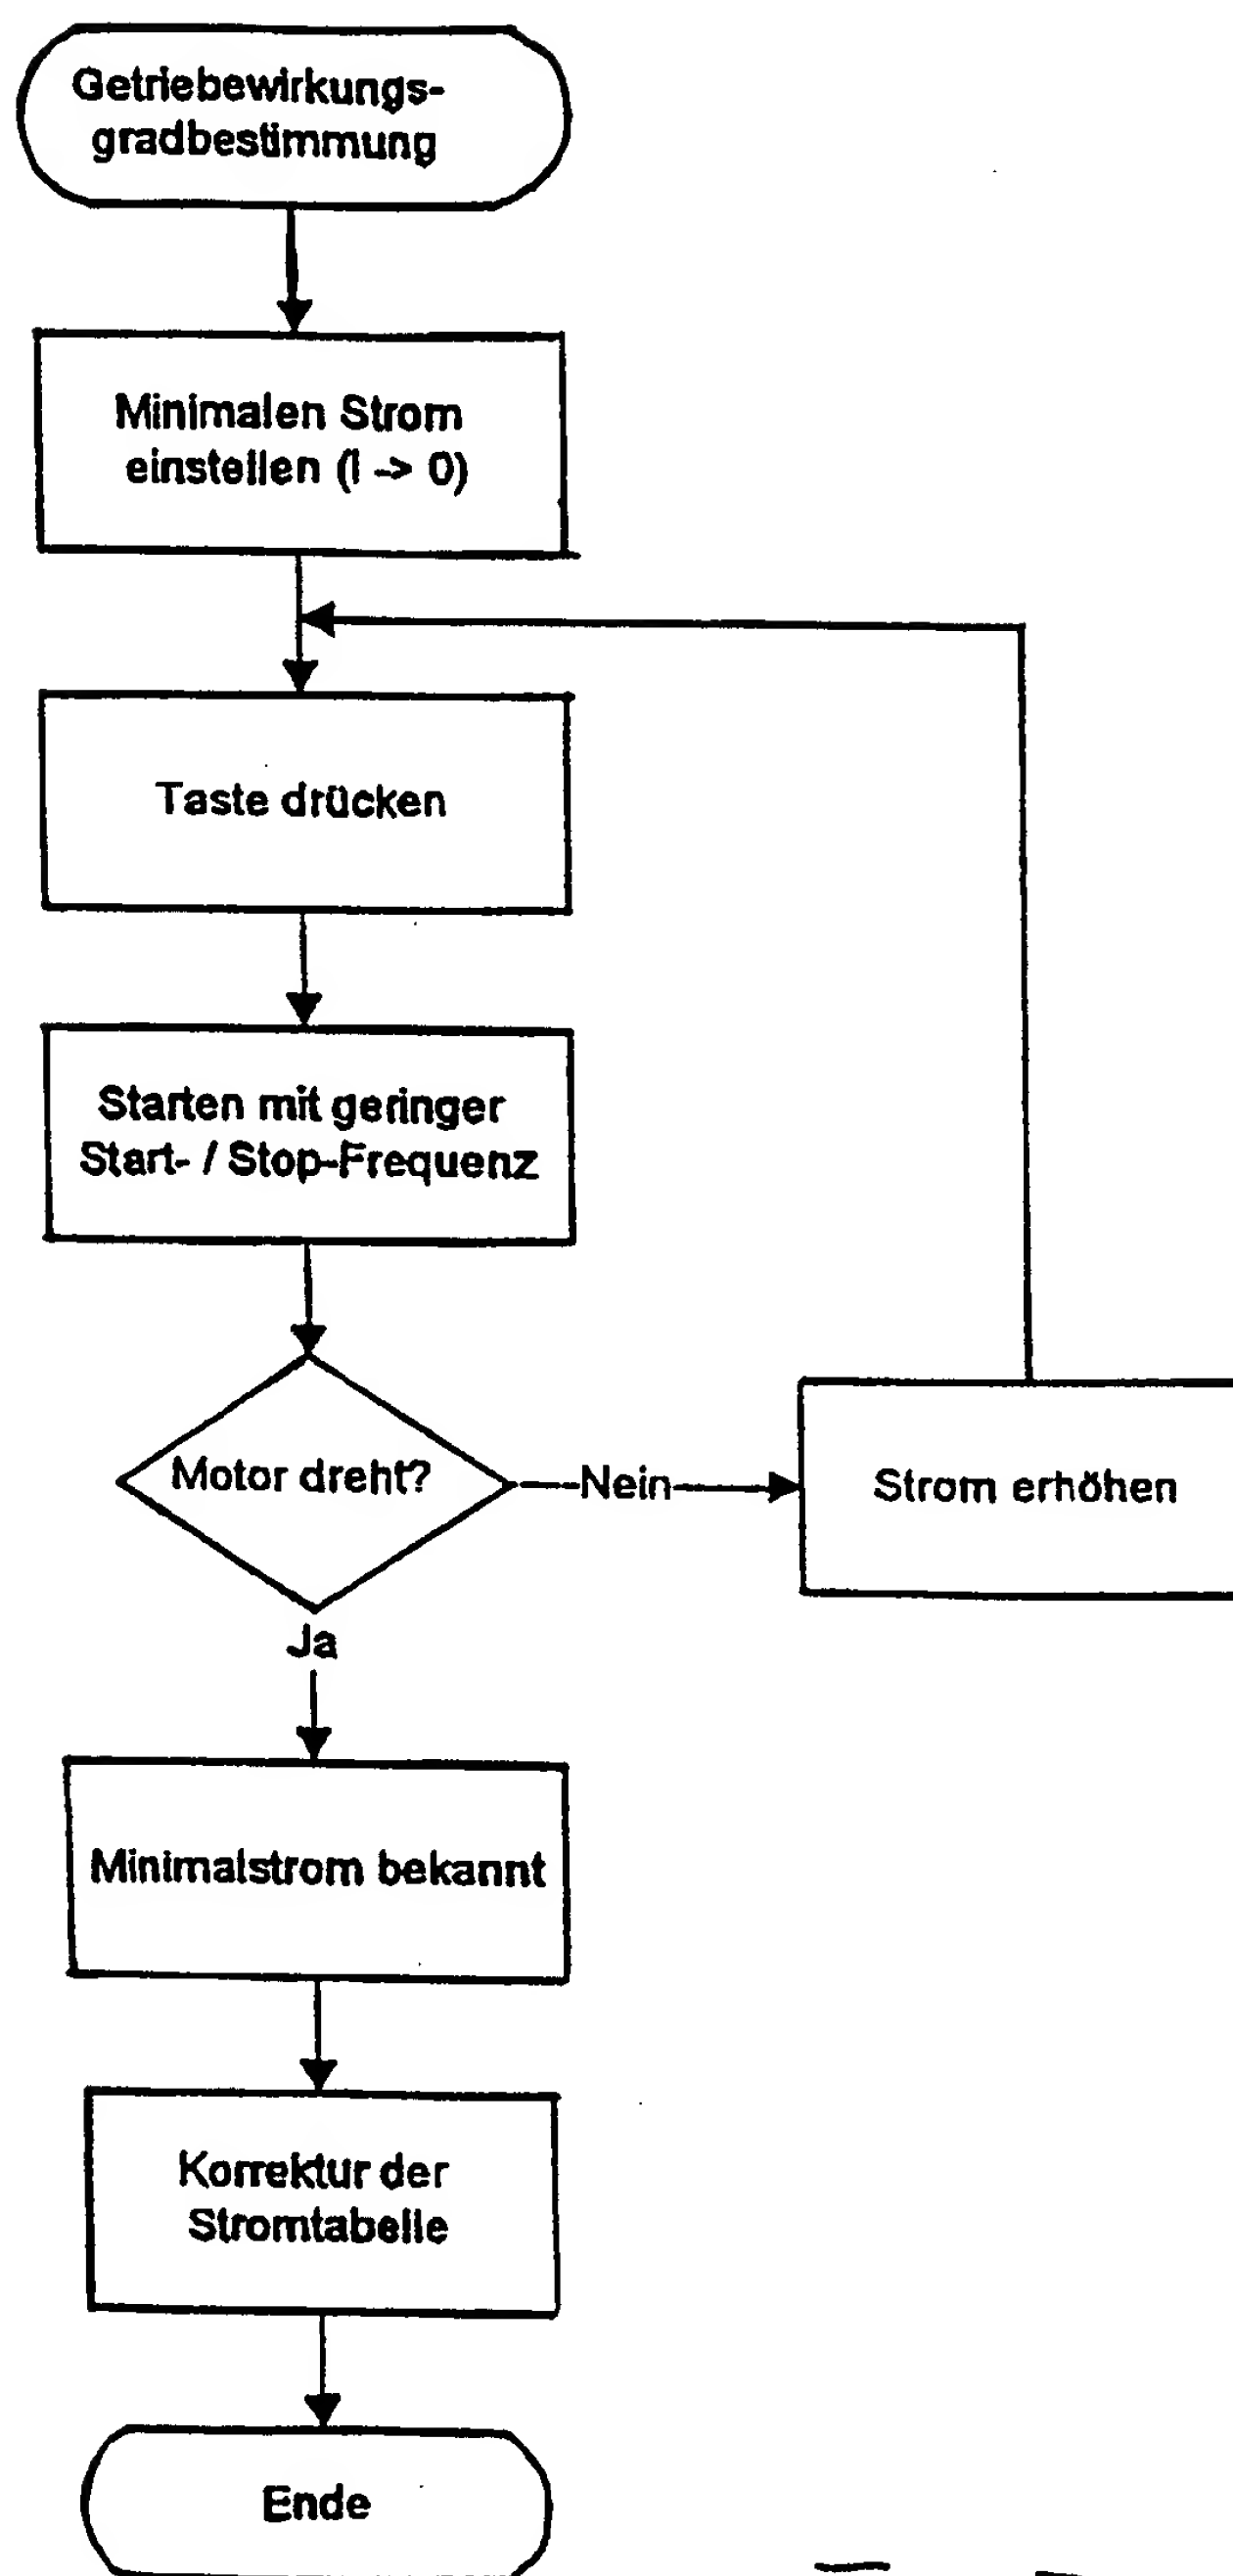 Getriebewirkungs-
gradbestimmung
Minimalen Strom
einstellen (I -> 0)
Taste drücken
Starten mit geringer
Start- / Stop-Frequenz
Motor dreht?
Nein
Strom erhöhen
Ja
Minimalstrom bekannt
Korrektur der
Stromtabelle
Ende